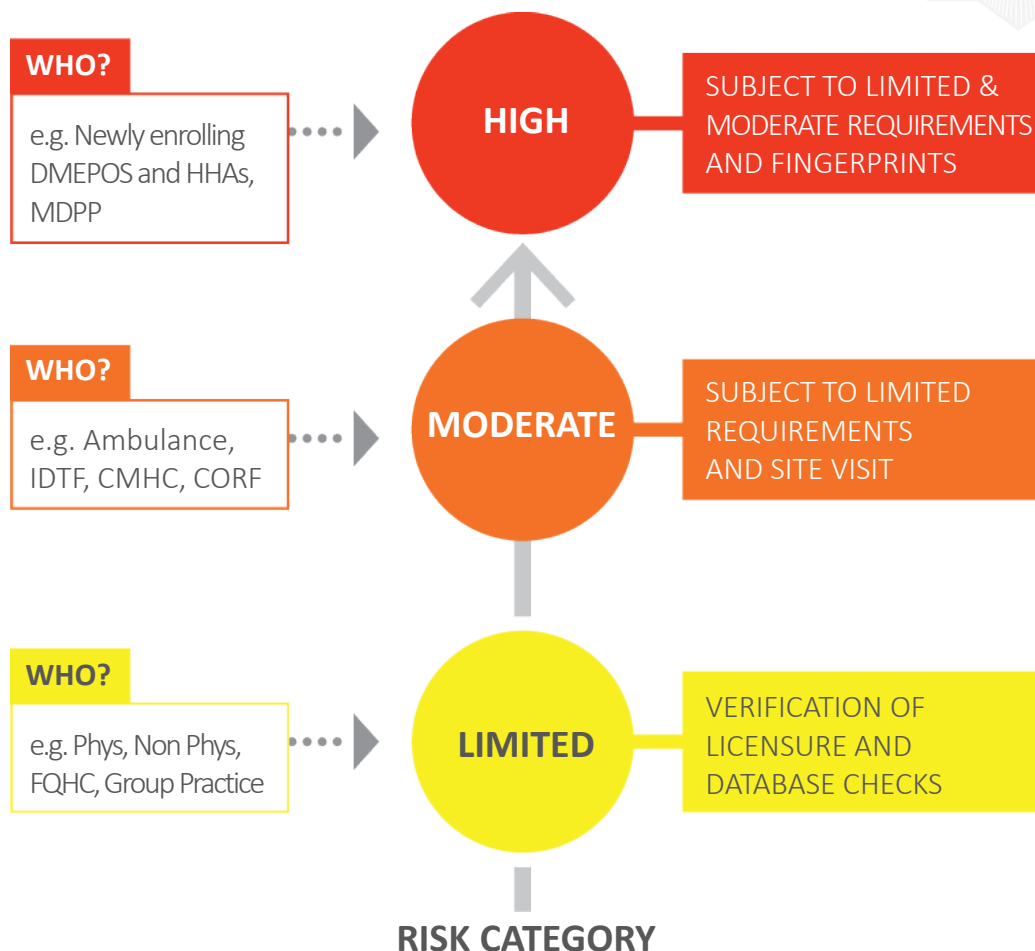 WHO?
e.g. Newly enrolling
DMEPOS and HHAs,
MDPP
HIGH
SUBJECT TO LIMITED &
MODERATE REQUIREMENTS
AND FINGERPRINTS
WHO?
e.g. Ambulance,
IDTF, CMHC, CORF
MODERATE
SUBJECT TO LIMITED
REQUIREMENTS
AND SITE VISIT
WHO?
e.g. Phys, Non Phys,
FQHC, Group Practice
LIMITED
VERIFICATION OF
LICENSURE AND
DATABASE CHECKS
RISK CATEGORY